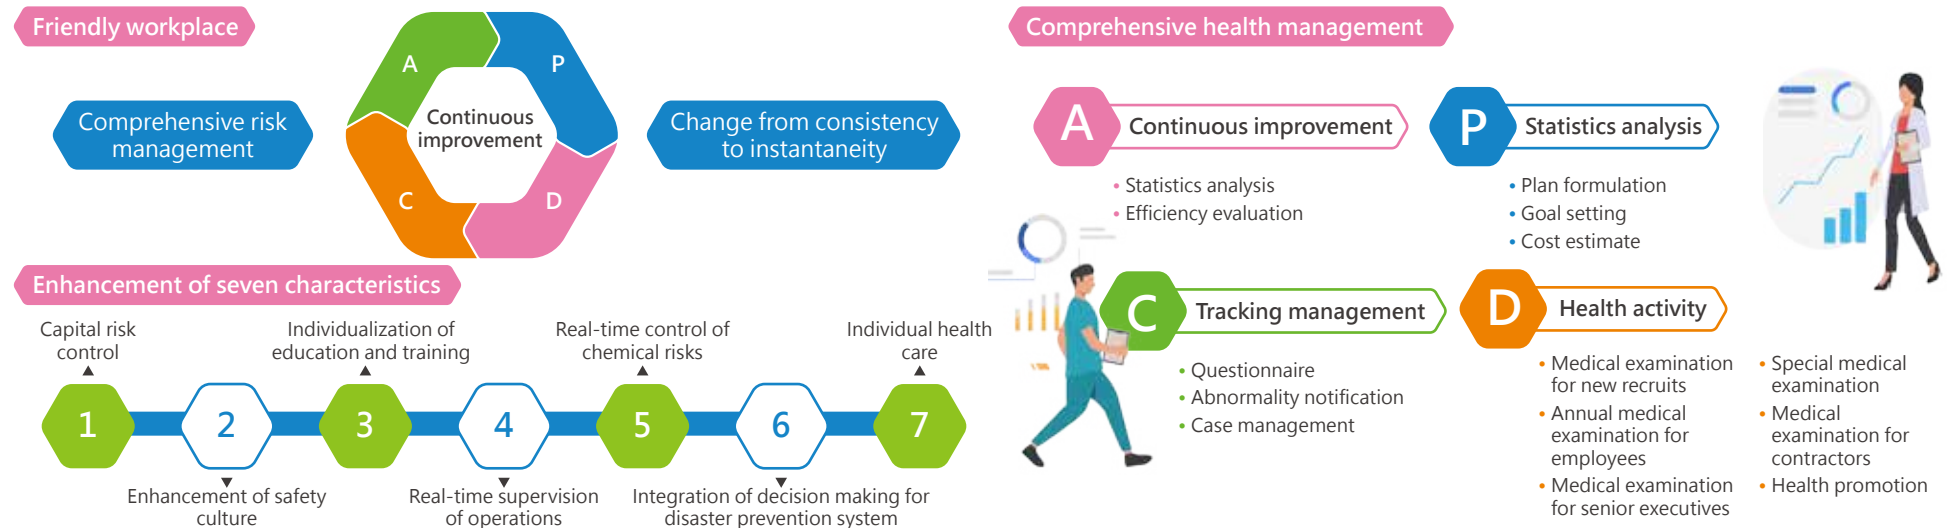 Friendly workplace
A
P
Comprehensive risk
management
Continuous
improvement
Change from consistency
to instantaneity
C
D
Enhancement of seven characteristics
Capital risk
control
Individualization of
education and training
Real-time control of
chemical risks
Individual health
care
1
2
3
4
5
6
7
Enhancement of safety
culture
Real-time supervision
of operations
Integration of decision making for
disaster prevention system
Comprehensive health management
A
Continuous improvement
• Statistics analysis
• Efficiency evaluation
P
Statistics analysis
• Plan formulation
• Goal setting
• Cost estimate
C
Tracking management
• Questionnaire
• Abnormality notification
• Case management
D
Health activity
• Medical examination
for new recruits
• Annual medical
examination for
employees
• Medical examination
for senior executives
• Special medical
examination
• Medical
examination for
contractors
• Health promotion